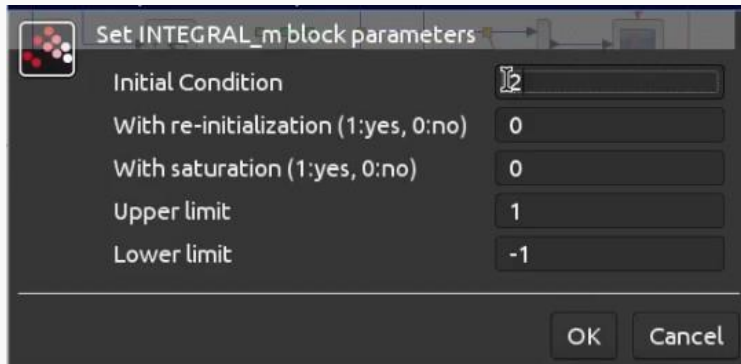 Set INTEGRAL_m block parameters
Initial Condition 2
With re-initialization (1:yes, 0:no) 0
With saturation (1:yes, 0:no) 0
Upper limit 1
Lower limit -1
OK Cancel